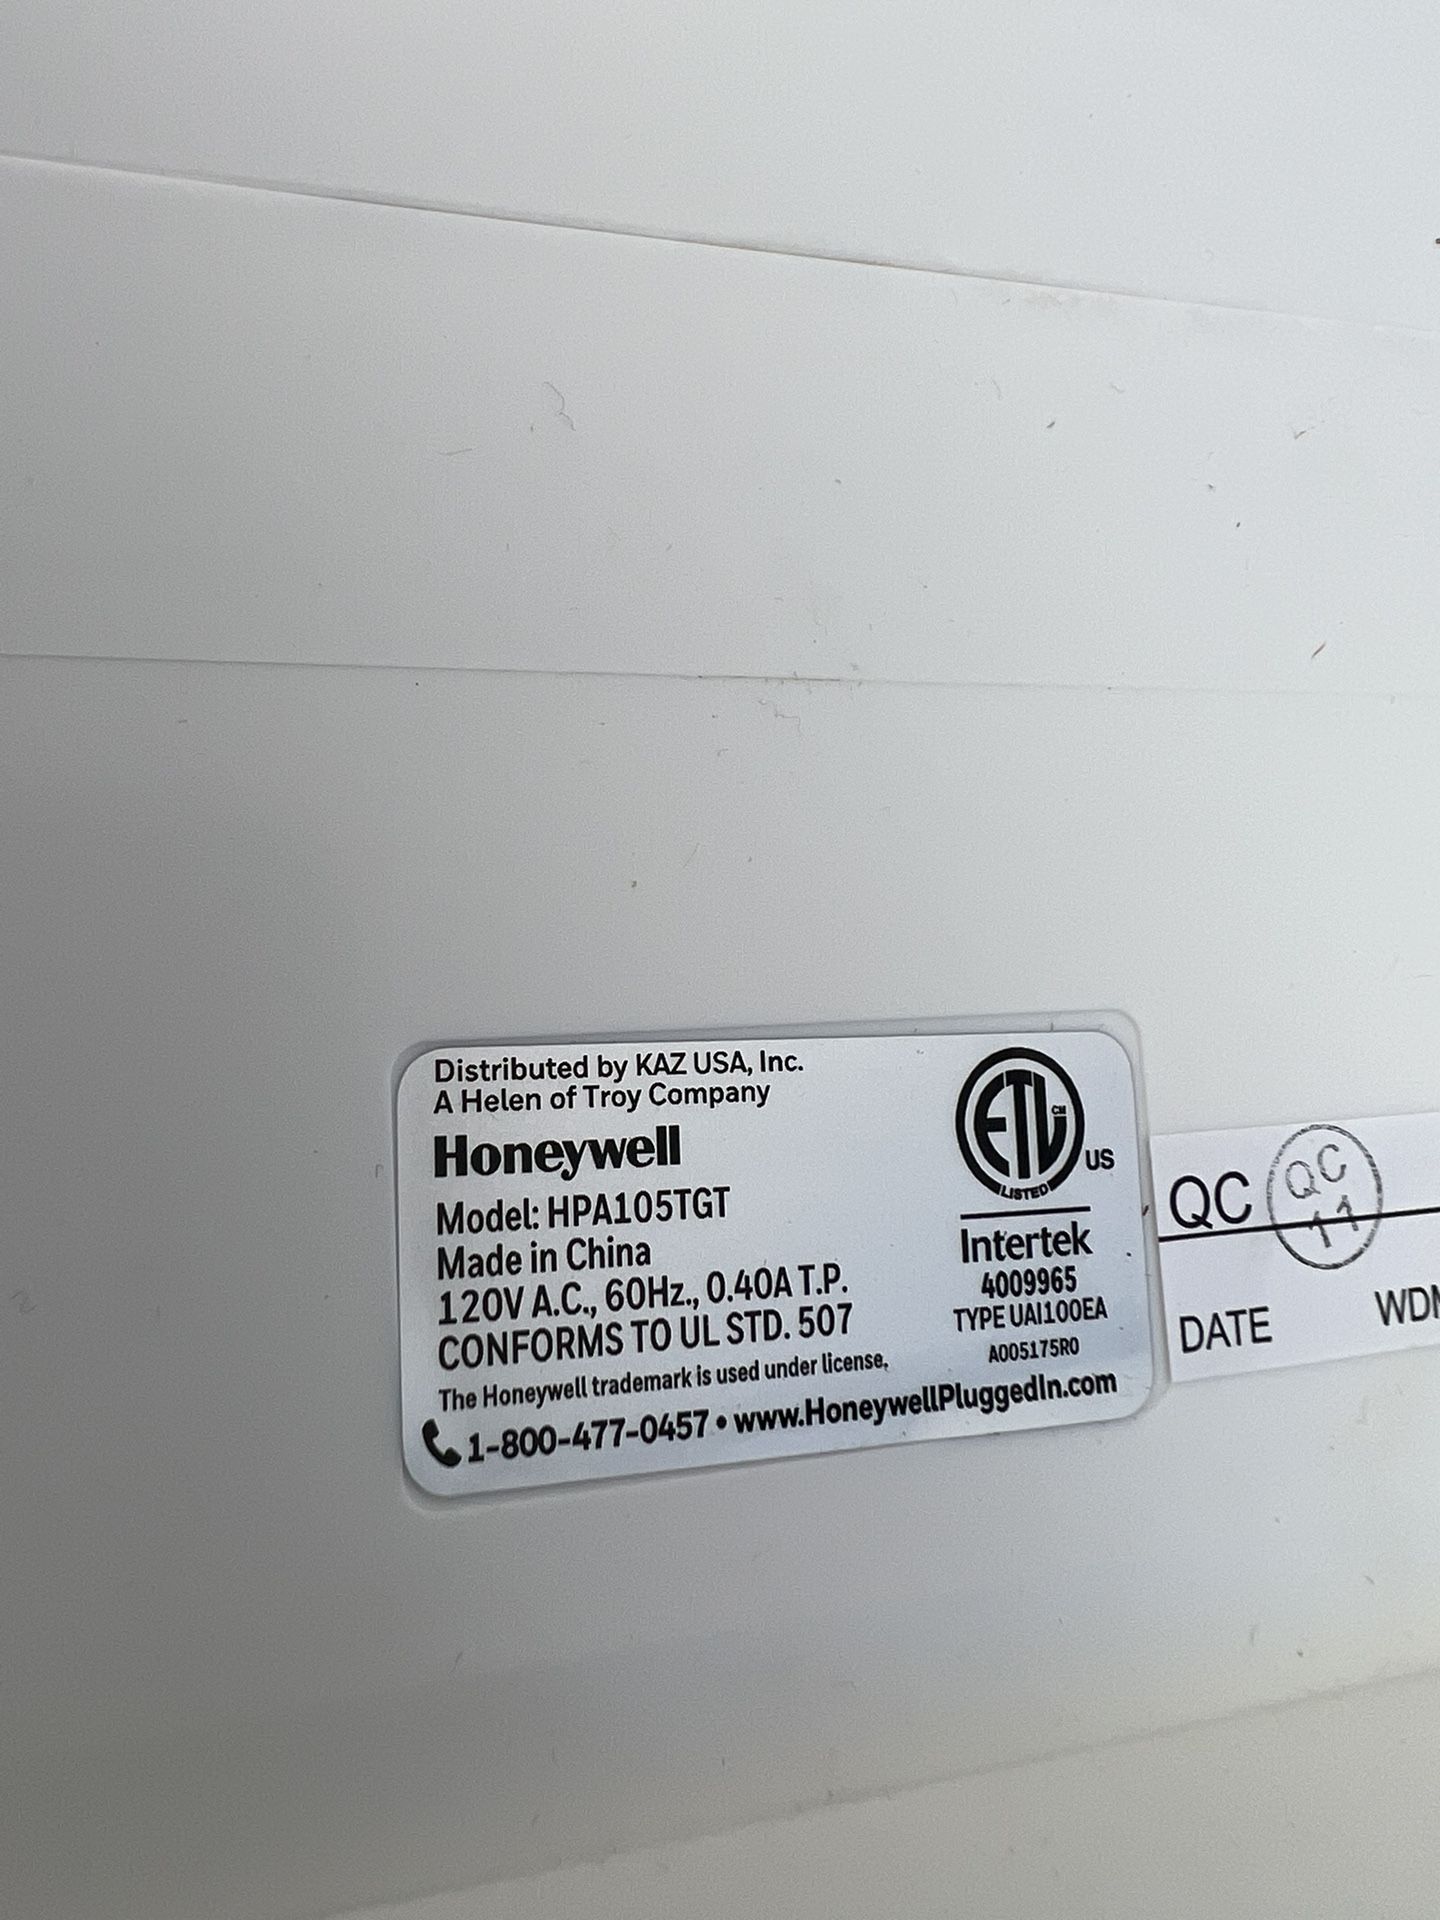 Distributed by KAZ USA, Inc.
A Helen of Troy Company
Honeywell
Model: HPA105TGT
Made in China
120V A.C., 60Hz., 0.40A T.P.
CONFORMS TO UL STD. 507
The Honeywell trademark is used under license.
1-800-477-0457 • www.HoneywellPluggedIn.com
ETL CM
US
LISTED
Intertek
4009965
TYPE UAI100EA
A005175R0
QC
QC
11
DATE